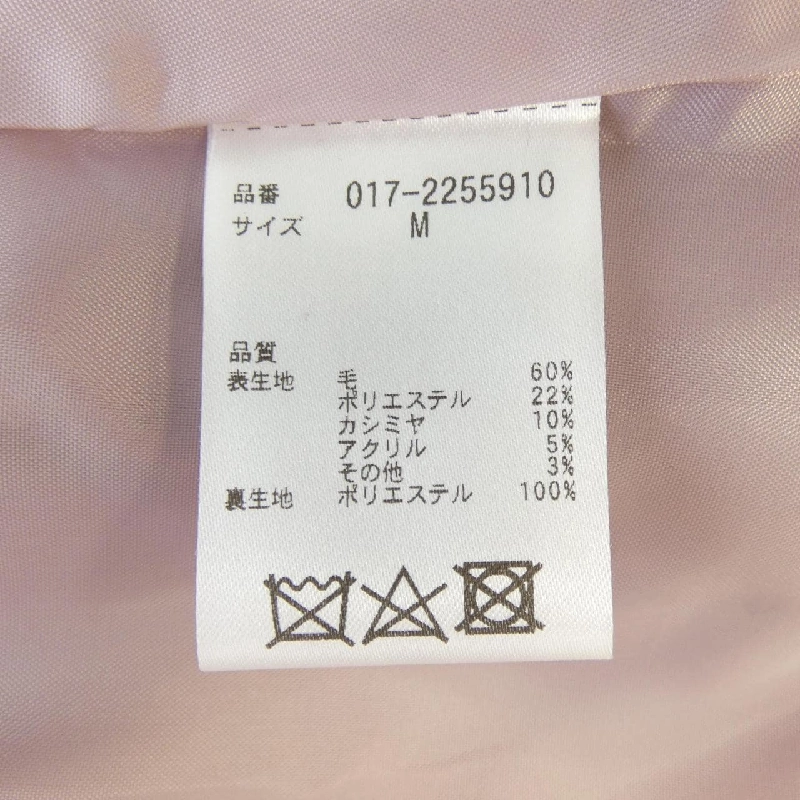 品番 017-2255910
サイズ M
品質
表生地 毛 60%
ポリエステル 22%
カシミヤ 10%
アクリル 5%
その他 3%
裏生地 ポリエステル 100%